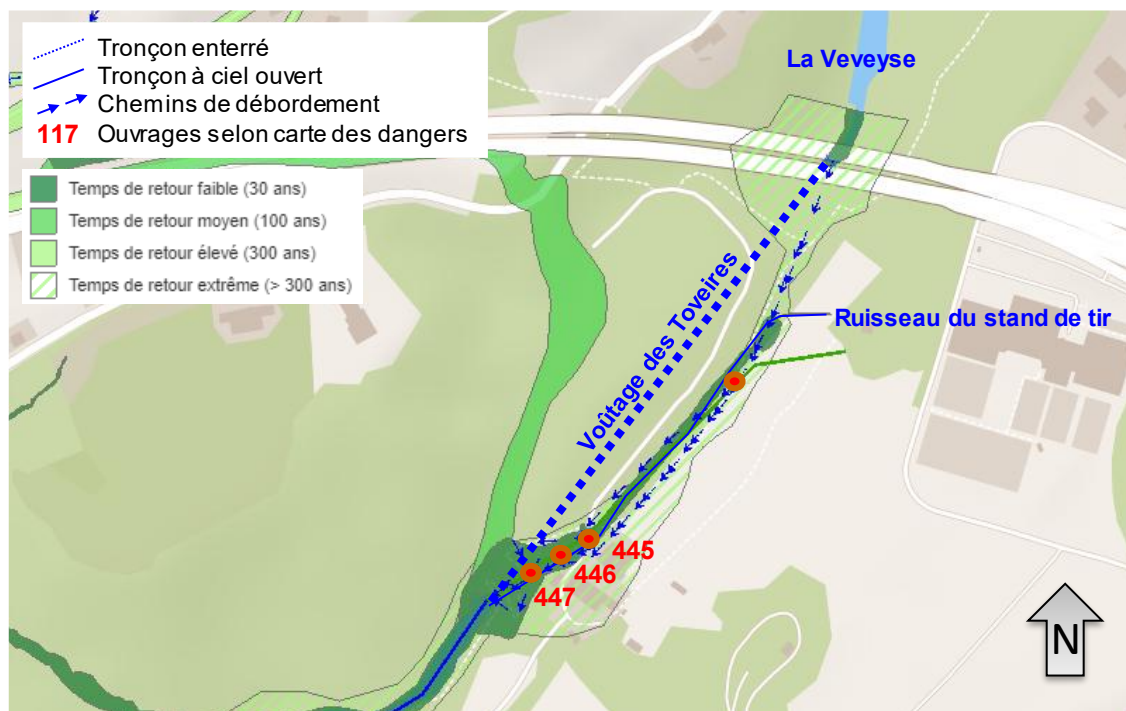 Tronçon enterré
Tronçon à ciel ouvert
Chemins de débordement
117 Ouvrages selon carte des dangers
Temps de retour faible (30 ans)
Temps de retour moyen (100 ans)
Temps de retour élevé (300 ans)
Temps de retour extrême (> 300 ans)
La Veveyse
Voûtage des Toveires
Ruisseau du stand de tir
445
446
447
N